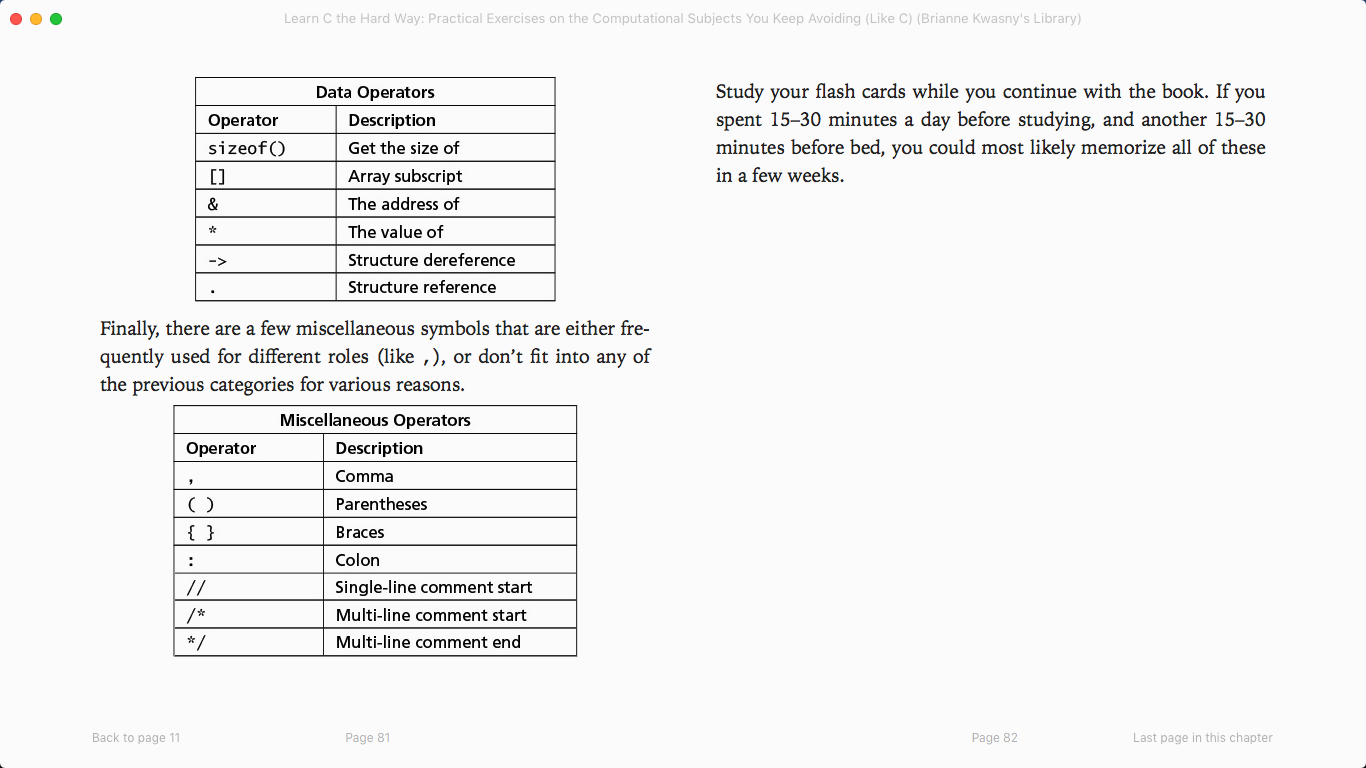 Learn C the Hard Way: Practical Exercises on the Computational Subjects You Keep Avoiding (Like C) (Brianne Kwasny's Library)
Data Operators
Operator Description
sizeof() Get the size of
[] Array subscript
& The address of
* The value of
-> Structure dereference
. Structure reference
Finally, there are a few miscellaneous symbols that are either fre-
quently used for different roles (like ,), or don’t fit into any of
the previous categories for various reasons.
Miscellaneous Operators
Operator Description
, Comma
( ) Parentheses
{ } Braces
: Colon
// Single-line comment start
/* Multi-line comment start
*/ Multi-line comment end
Study your flash cards while you continue with the book. If you
spent 15–30 minutes a day before studying, and another 15–30
minutes before bed, you could most likely memorize all of these
in a few weeks.
Back to page 11 Page 81 Page 82 Last page in this chapter